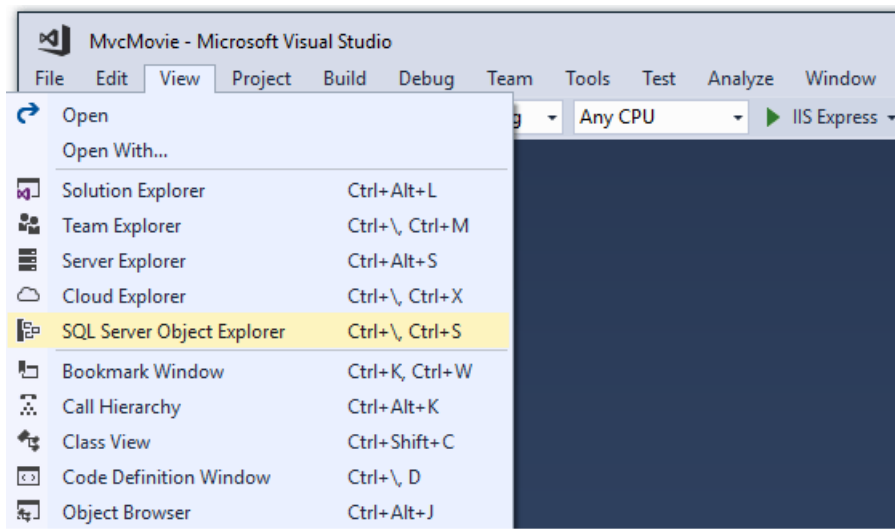 MvcMovie - Microsoft Visual Studio
File Edit View Project Build Debug Team Tools Test Analyze Window
g Any CPU IIS Express
Open
Open With...
Solution Explorer Ctrl+Alt+L
Team Explorer Ctrl+\, Ctrl+M
Server Explorer Ctrl+Alt+S
Cloud Explorer Ctrl+\, Ctrl+X
SQL Server Object Explorer Ctrl+\, Ctrl+S
Bookmark Window Ctrl+K, Ctrl+W
Call Hierarchy Ctrl+Alt+K
Class View Ctrl+Shift+C
Code Definition Window Ctrl+\, D
Object Browser Ctrl+Alt+J